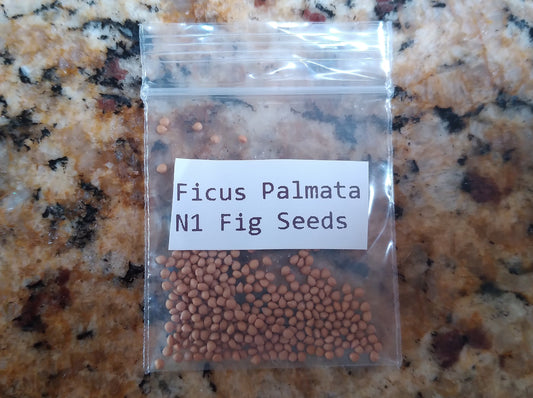 Ficus Palmata
N1 Fig Seeds